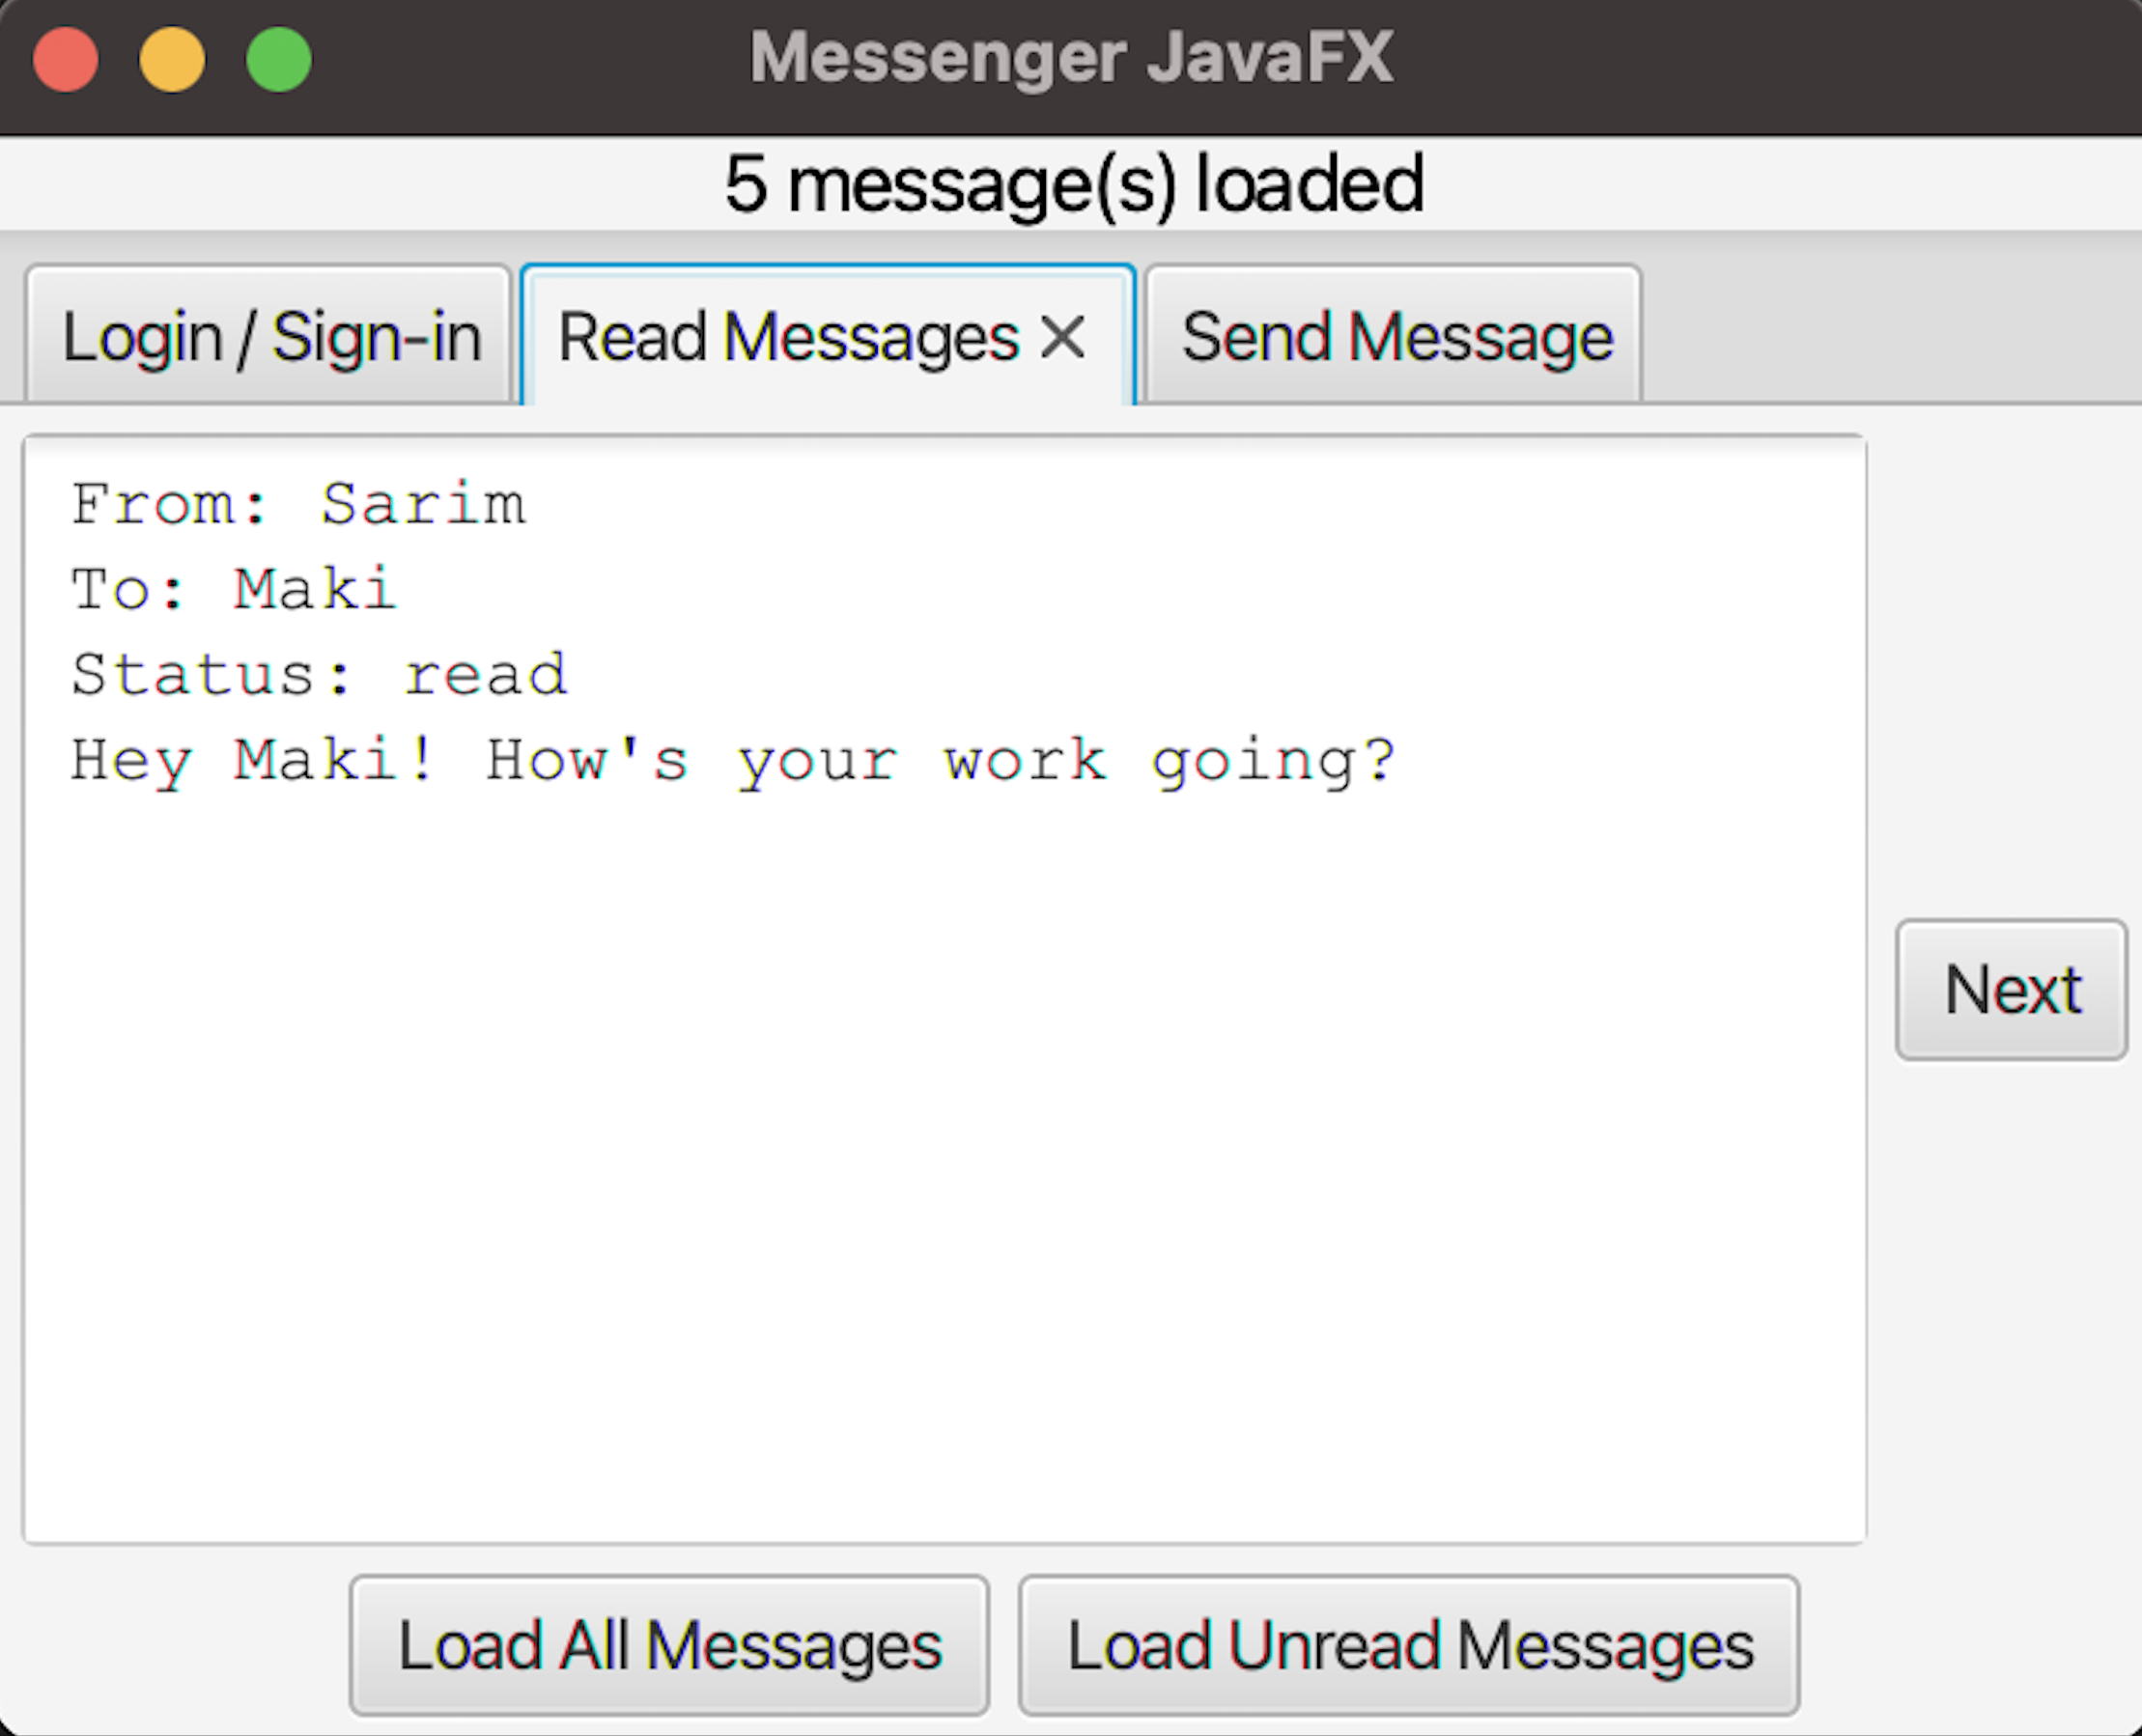 Messenger JavaFX
5 message(s) loaded
Login / Sign-in
Read Messages
Send Message
From: Sarim
To: Maki
Status: read
Hey Maki! How's your work going?
Next
Load All Messages
Load Unread Messages